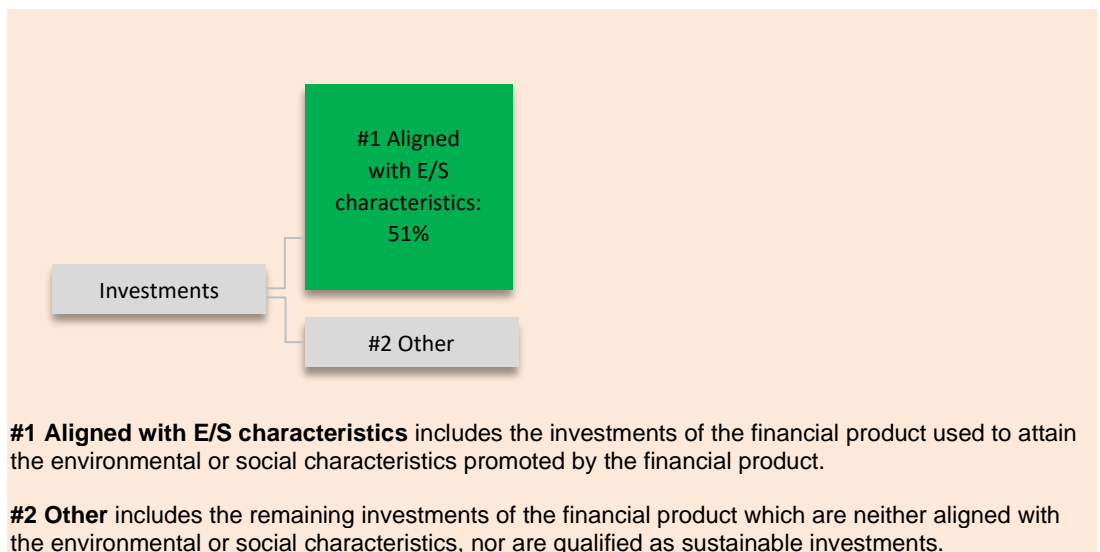 #1 Aligned
with E/S
characteristics:
51%
Investments
#2 Other
#1 Aligned with E/S characteristics includes the investments of the financial product used to attain
the environmental or social characteristics promoted by the financial product.
#2 Other includes the remaining investments of the financial product which are neither aligned with
the environmental or social characteristics, nor are qualified as sustainable investments.